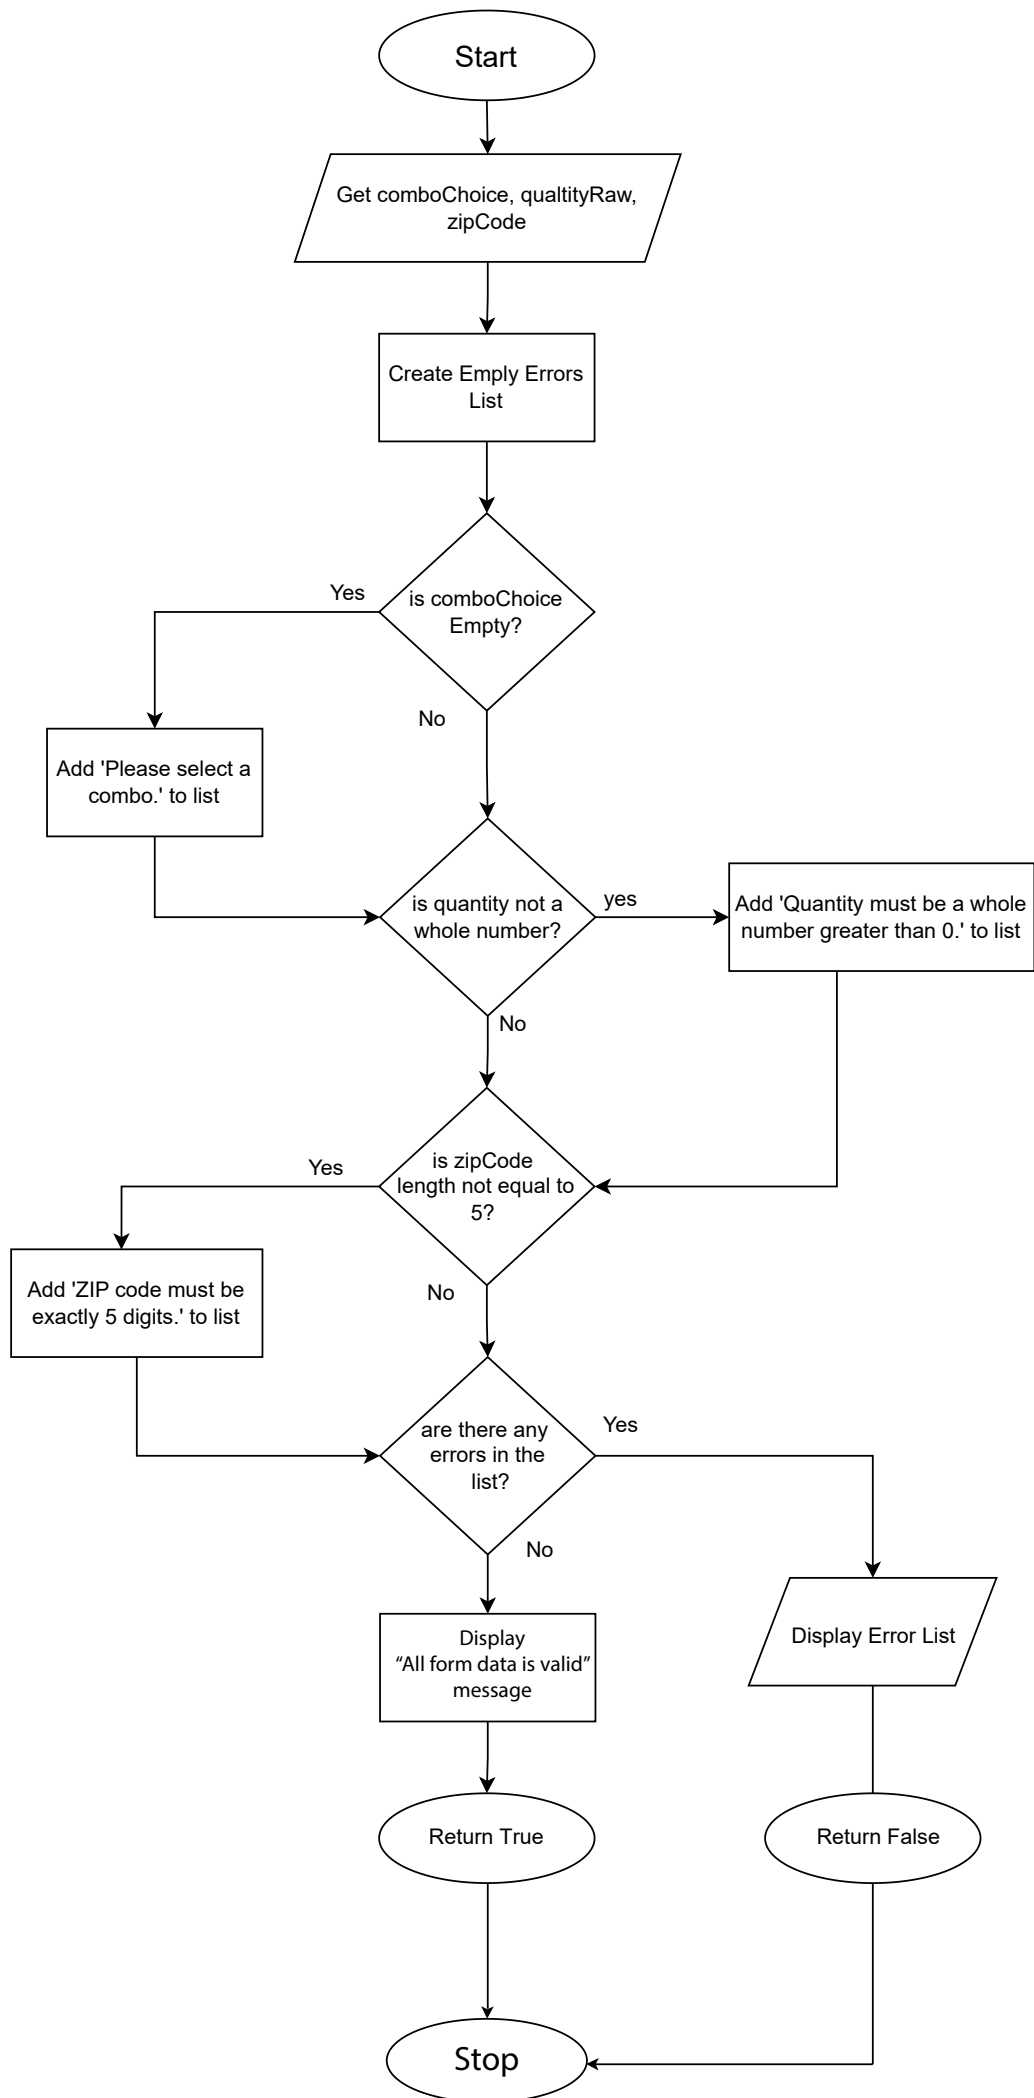 Start
Get comboChoice, qualtityRaw,
zipCode
Create Emply Errors
List
Yes
is comboChoice
Empty?
No
Add 'Please select a
combo.' to list
is quantity not a
whole number?
yes
Add 'Quantity must be a whole
number greater than 0.' to list
No
Yes
is zipCode
length not equal to
5?
Add 'ZIP code must be
exactly 5 digits.' to list
No
are there any
errors in the
list?
Yes
No
Display
“All form data is valid”
message
Display Error List
Return True
Return False
Stop